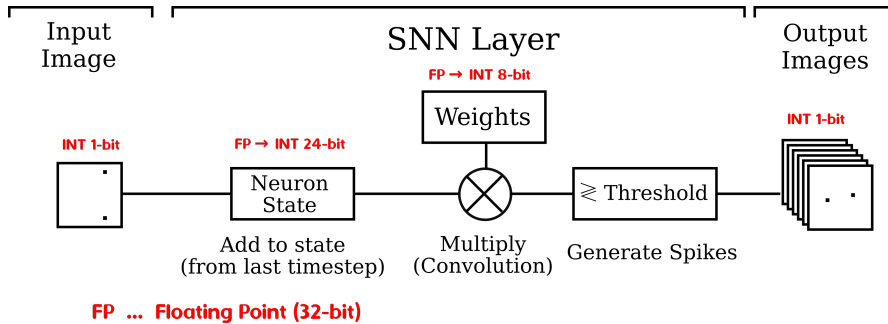 Input
Image
SNN Layer
Output
Images
FP → INT 8-bit
Weights
INT 1-bit
FP → INT 24-bit
INT 1-bit
Neuron
State
≷ Threshold
Add to state
(from last timestep)
Multiply
(Convolution)
Generate Spikes
FP ... Floating Point (32-bit)